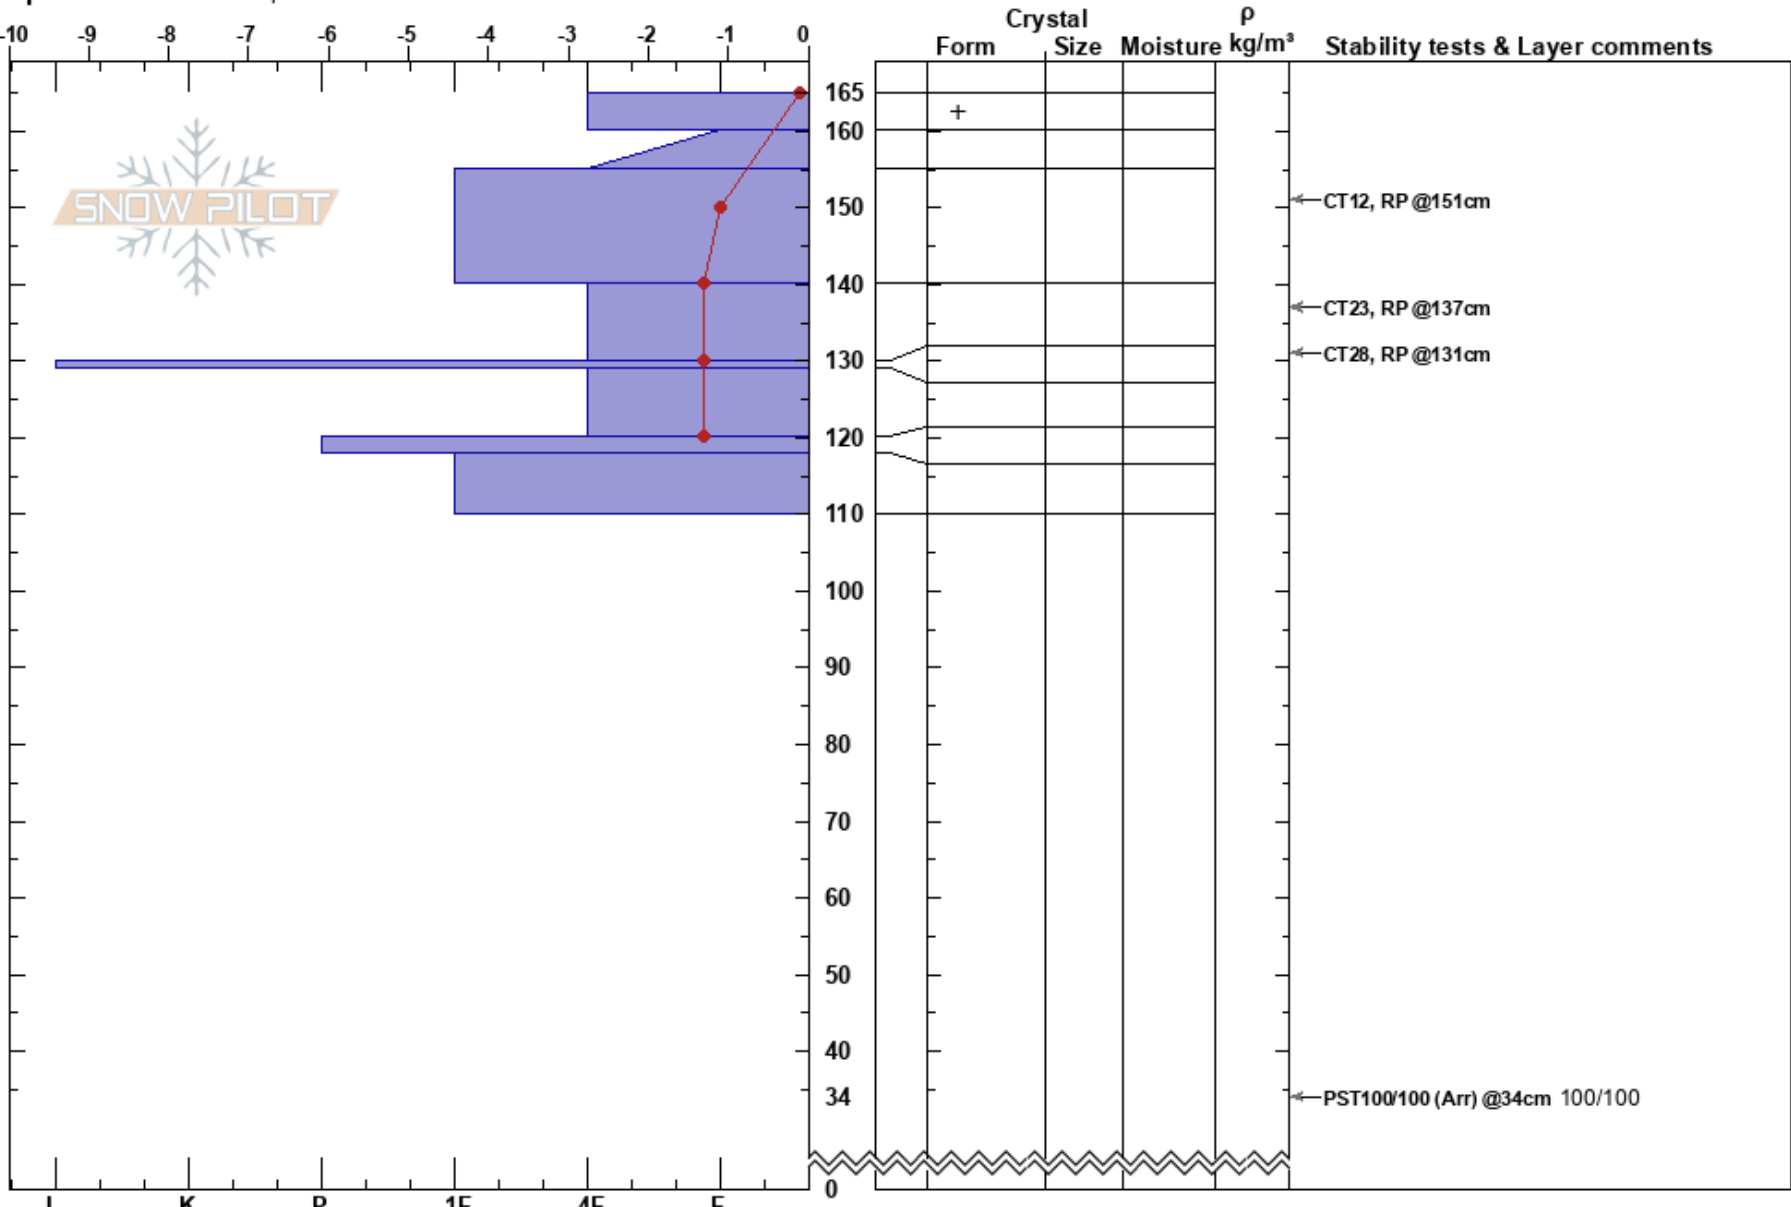 Crystal ρ
-10 -9 -8 -7 -6 -5 -4 -3 -2 -1 0
Form Size Moisture kg/m³ Stability tests & Layer comments
165
+
160
SNOW PILOT
CT12, RP @151cm
150
140
CT23, RP @137cm
CT28, RP @131cm
130
120
110
100
90
80
70
60
50
40
34 PST100/100 (Arr) @34cm 100/100
0
I K P 1F 4F F